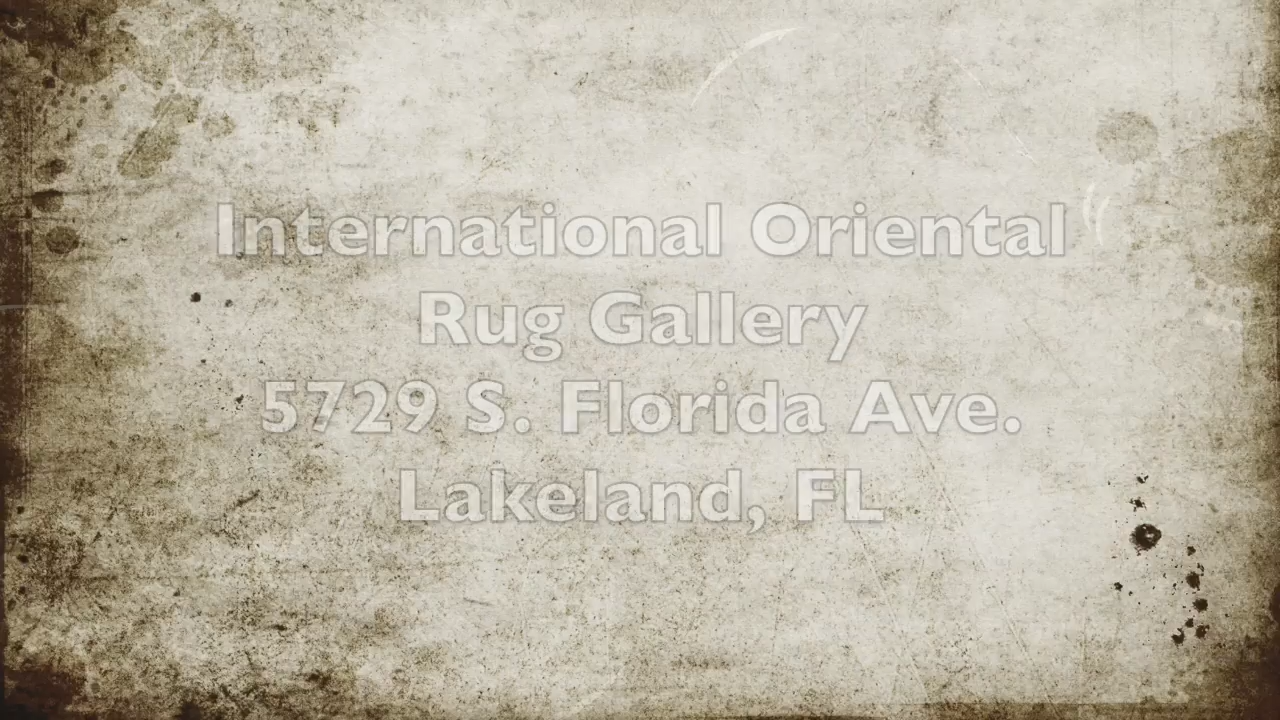 International Oriental
Rug Gallery
5729 S. Florida Ave.
Lakeland, FL